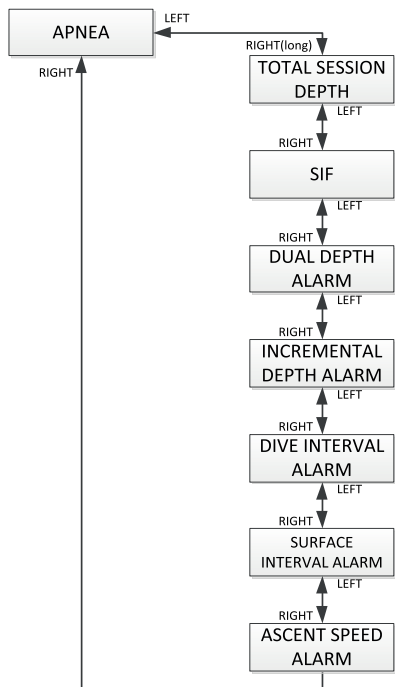 LEFT
APNEA
RIGHT(long)
RIGHT
TOTAL SESSION
DEPTH
LEFT
RIGHT
SIF
LEFT
RIGHT
DUAL DEPTH
ALARM
LEFT
RIGHT
INCREMENTAL
DEPTH ALARM
LEFT
RIGHT
DIVE INTERVAL
ALARM
LEFT
RIGHT
SURFACE
INTERVAL ALARM
LEFT
RIGHT
ASCENT SPEED
ALARM